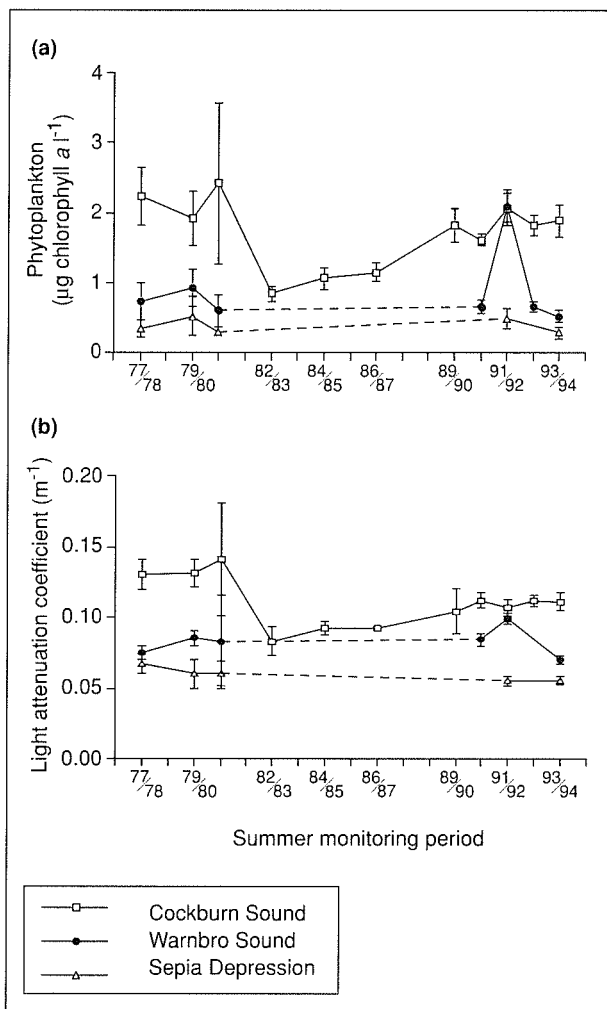 (a)
Phytoplankton
(µg chlorophyll a l-1)
4
3
2
1
0
77/78 79/80 82/83 84/85 86/87 89/90 91/92 93/94
(b)
Light attenuation coefficient (m-1)
0.20
0.15
0.10
0.05
0.00
77/78 79/80 82/83 84/85 86/87 89/90 91/92 93/94
Summer monitoring period
Cockburn Sound
Warnbro Sound
Sepia Depression